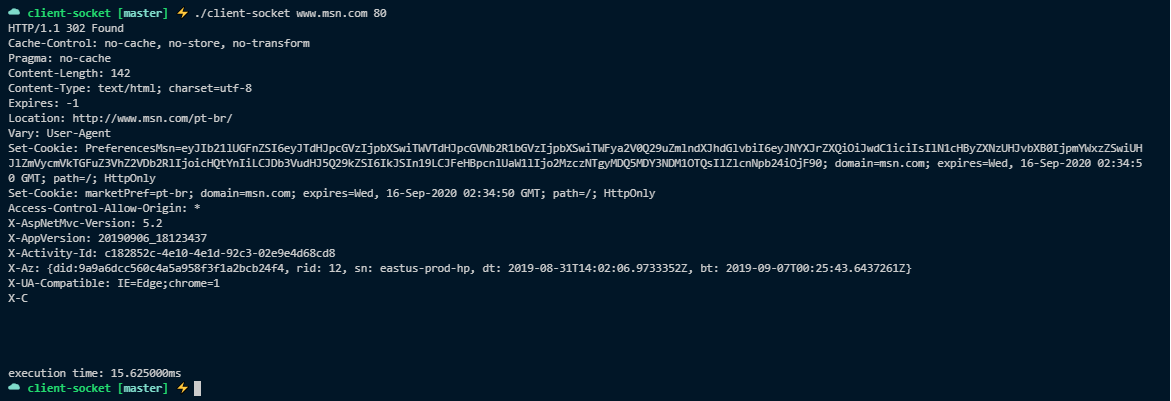 client-socket [master] ⚡ ./client-socket www.msn.com 80
HTTP/1.1 302 Found
Cache-Control: no-cache, no-store, no-transform
Pragma: no-cache
Content-Length: 142
Content-Type: text/html; charset=utf-8
Expires: -1
Location: http://www.msn.com/pt-br/
Vary: User-Agent
Set-Cookie: PreferencesMsn=eyJIb21lUGFnZSI6eyJTdHJpcGVzIjpbXSwiTWVTdHJpcGVNb2R1bGVzIjpbXSwiTWFya2V0Q29uZmlndXJhdGlvbiI6eyJNYXJrZXQiOiJwdC1iciIsIlN1cHByZXNzUHJvbXB0IjpmYWxzZSwiUH
JlZmVycmVkTGFuZ3VhZ2VDb2RlIjoicHQtYnIiLCJDb3VudHJ5Q29kZSI6IkJSIn19LCJFeHBpcnlUaW1lIjo2MzczNTgyMDQ5MDY3NDM1OTQsIlZlcnNpb24iOjF90; domain=msn.com; expires=Wed, 16-Sep-2020 02:34:5
0 GMT; path=/; HttpOnly
Set-Cookie: marketPref=pt-br; domain=msn.com; expires=Wed, 16-Sep-2020 02:34:50 GMT; path=/; HttpOnly
Access-Control-Allow-Origin: *
X-AspNetMvc-Version: 5.2
X-AppVersion: 20190906_18123437
X-Activity-Id: c182852c-4e10-4e1d-92c3-02e9e4d68cd8
X-Az: {did:9a9a6dcc560c4a5a958f3f1a2bcb24f4, rid: 12, sn: eastus-prod-hp, dt: 2019-08-31T14:02:06.9733352Z, bt: 2019-09-07T00:25:43.6437261Z}
X-UA-Compatible: IE=Edge;chrome=1
X-C
execution time: 15.625000ms
client-socket [master] ⚡